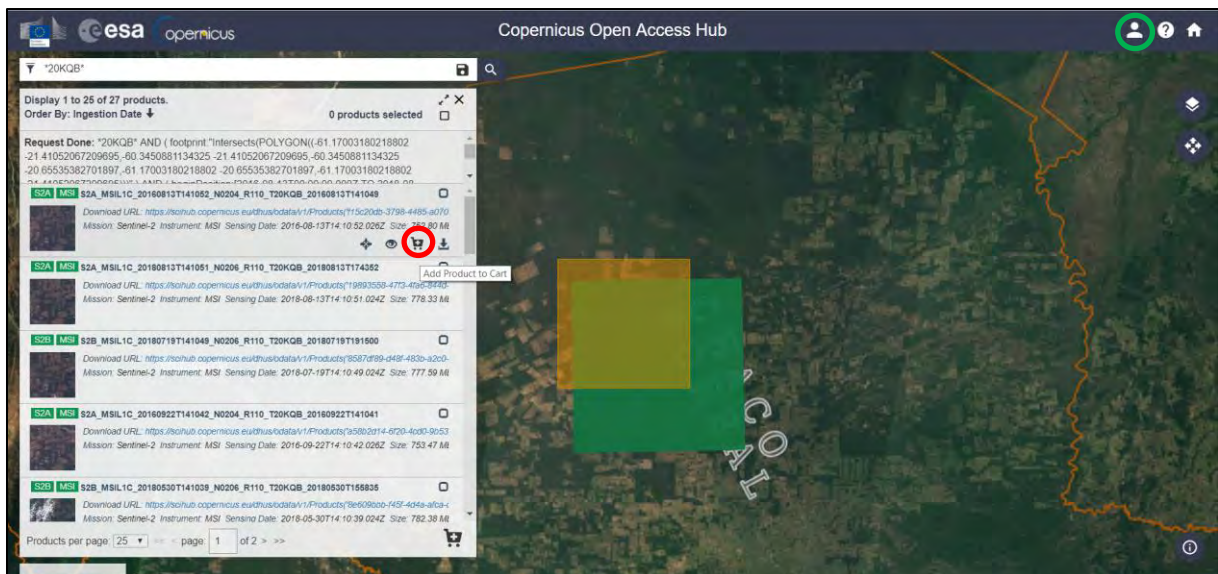 esa opernicus
Copernicus Open Access Hub
*20KQB*
Display 1 to 25 of 27 products.
Order By: Ingestion Date
0 products selected
Request Done: "20KQB" AND ( footprint:"Intersects(POLYGON((-61.17003180218802
-21.41052067209695,-60.3450881134325 -21.41052067209695,-60.3450881134325
-20.65535382701897,-61.17003180218802 -20.65535382701897,-61.17003180218802
S2A MSI S2A_MSIL1C_20160813T141052_N0204_R110_T20KQB_20160813T141049
Download URL: https://scihub.copernicus.eu/dhus/odata/v1/Products('f15c20db-3798-4485-a070
Mission: Sentinel-2 Instrument: MSI Sensing Date: 2016-08-13T14:10:52.026Z Size: 762.80 MB
Add Product to Cart
S2A MSI S2A_MSIL1C_20180813T141051_N0206_R110_T20KQB_20180813T174352
Download URL: https://scihub.copernicus.eu/dhus/odata/v1/Products('19893558-47f3-4fa6-844d-
Mission: Sentinel-2 Instrument: MSI Sensing Date: 2018-08-13T14:10:51.024Z Size: 778.33 MB
S2B MSI S2B_MSIL1C_20180719T141049_N0206_R110_T20KQB_20180719T191500
Download URL: https://scihub.copernicus.eu/dhus/odata/v1/Products('8587df89-d48f-483b-a2c0-
Mission: Sentinel-2 Instrument: MSI Sensing Date: 2018-07-19T14:10:49.024Z Size: 777.59 MB
S2A MSI S2A_MSIL1C_20160922T141042_N0204_R110_T20KQB_20160922T141041
Download URL: https://scihub.copernicus.eu/dhus/odata/v1/Products('a58b2d14-6f20-4cd0-9b53
Mission: Sentinel-2 Instrument: MSI Sensing Date: 2016-09-22T14:10:42.026Z Size: 753.47 MB
S2B MSI S2B_MSIL1C_20180530T141039_N0206_R110_T20KQB_20180530T155835
Download URL: https://scihub.copernicus.eu/dhus/odata/v1/Products('8e609bbb-f45f-4d4a-afca-
Mission: Sentinel-2 Instrument: MSI Sensing Date: 2018-05-30T14:10:39.024Z Size: 782.38 MB
Products per page: 25 << < page: 1 of 2 > >>
ACO
AL